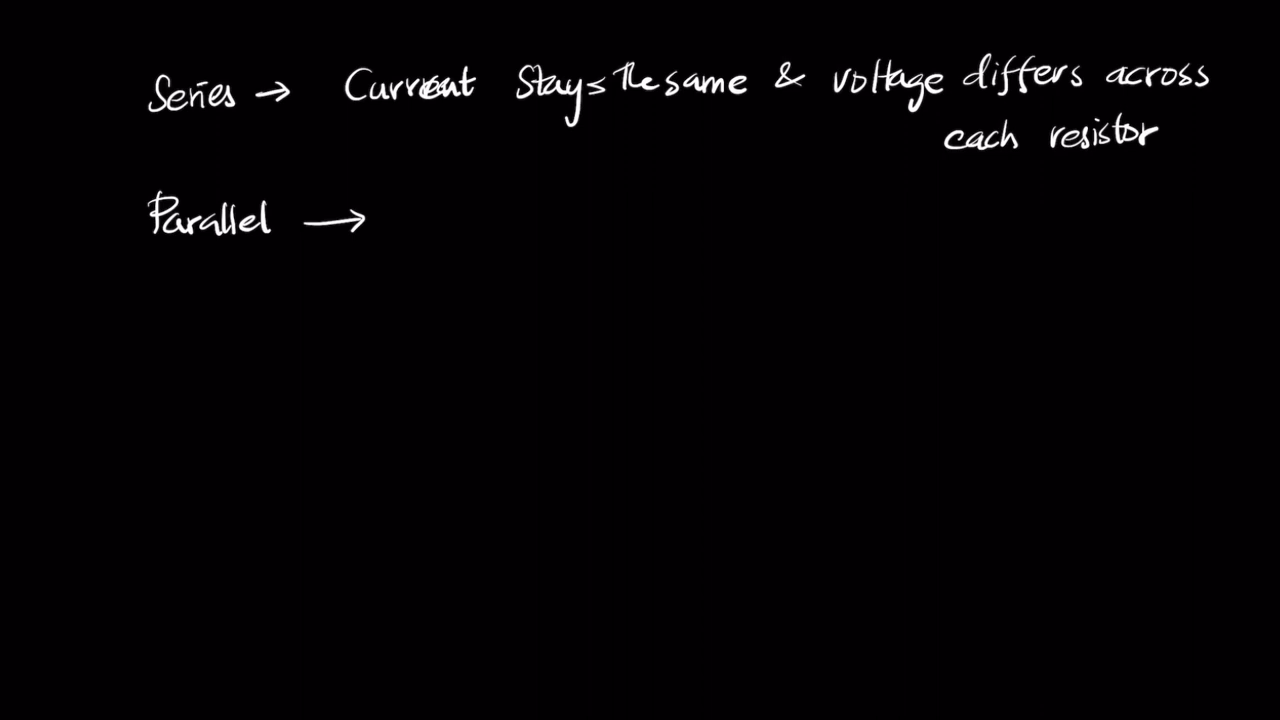 Series → Current Stays the same & voltage differs across
each resistor
Parallel →